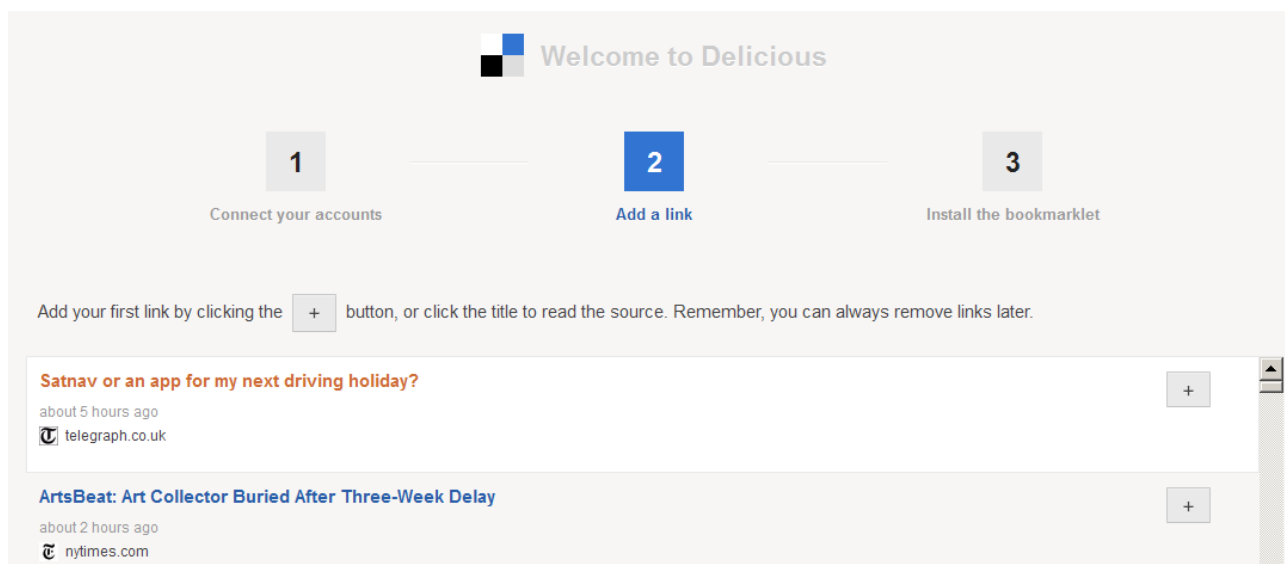 Welcome to Delicious
1
2
3
Connect your accounts
Add a link
Install the bookmarklet
Add your first link by clicking the + button, or click the title to read the source. Remember, you can always remove links later.
Satnav or an app for my next driving holiday?
+
about 5 hours ago
telegraph.co.uk
ArtsBeat: Art Collector Buried After Three-Week Delay
+
about 2 hours ago
nytimes.com